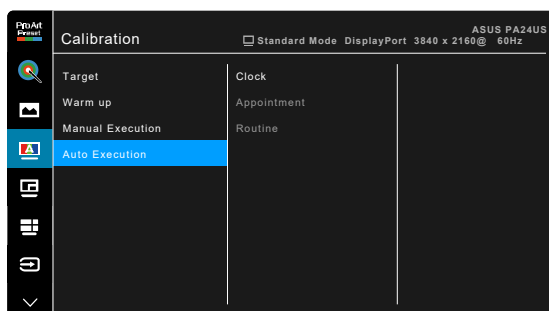 ProArt
Preset
Calibration
ASUS PA24US
Standard Mode DisplayPort 3840 x 2160@ 60Hz
Target
Warm up
Manual Execution
Auto Execution
Clock
Appointment
Routine
A